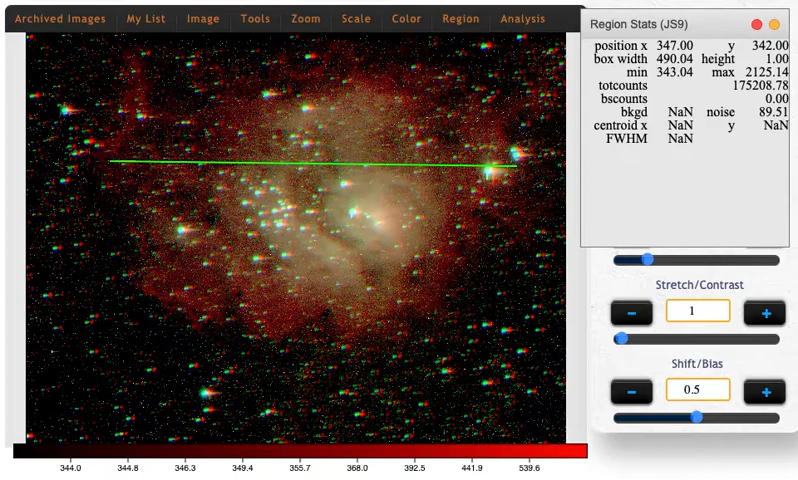 Archived Images My List Image Tools Zoom Scale Color Region Analysis
Region Stats (JS9)
position x 347.00 y 342.00
box width 490.04 height 1.00
min 343.04 max 2125.14
totcounts 175208.78
bscounts 0.00
bkgd NaN noise 89.51
centroid x NaN y NaN
FWHM NaN
Stretch/Contrast
− 1 +
Shift/Bias
− 0.5 +
344.0 344.8 346.3 349.4 355.7 368.0 392.5 441.9 539.6